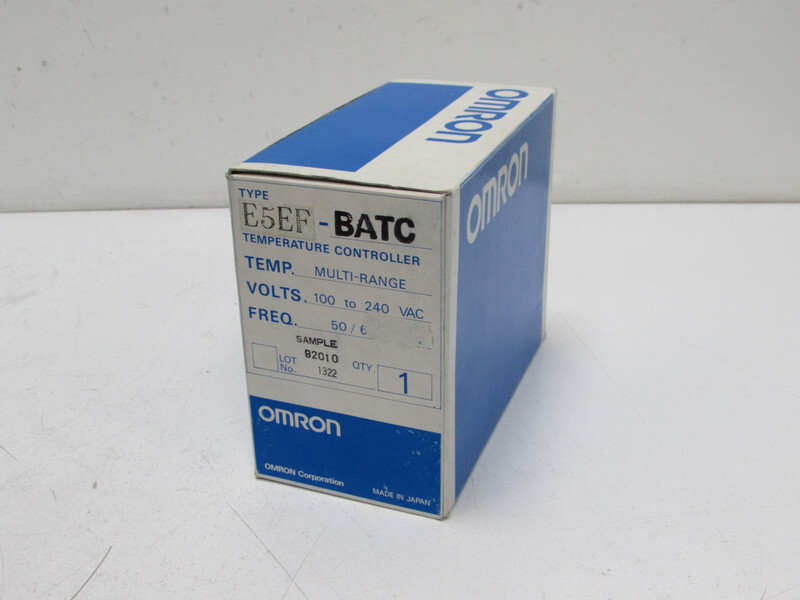 OMRON
OMRON
TYPE
E5EF - BATC
TEMPERATURE CONTROLLER
TEMP. MULTI-RANGE
VOLTS. 100 to 240 VAC
FREQ. 50 / 6
SAMPLE
LOT 92010 QTY.
No. 1322 1
OMRON
OMRON Corporation
MADE IN JAPAN